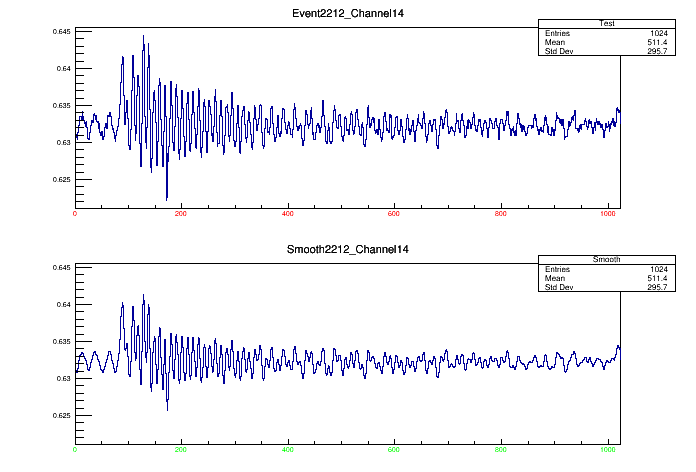 Event2212_Channel14
Test
Entries 1024
Mean 511.4
Std Dev 295.7
0.645
0.64
0.635
0.63
0.625
0 200 400 600 800 1000
Smooth2212_Channel14
Smooth
Entries 1024
Mean 511.4
Std Dev 295.7
0.645
0.64
0.635
0.63
0.625
0 200 400 600 800 1000